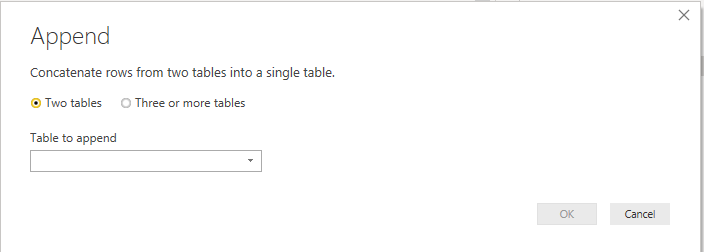 Append
Concatenate rows from two tables into a single table.
Two tables
Three or more tables
Table to append
OK
Cancel